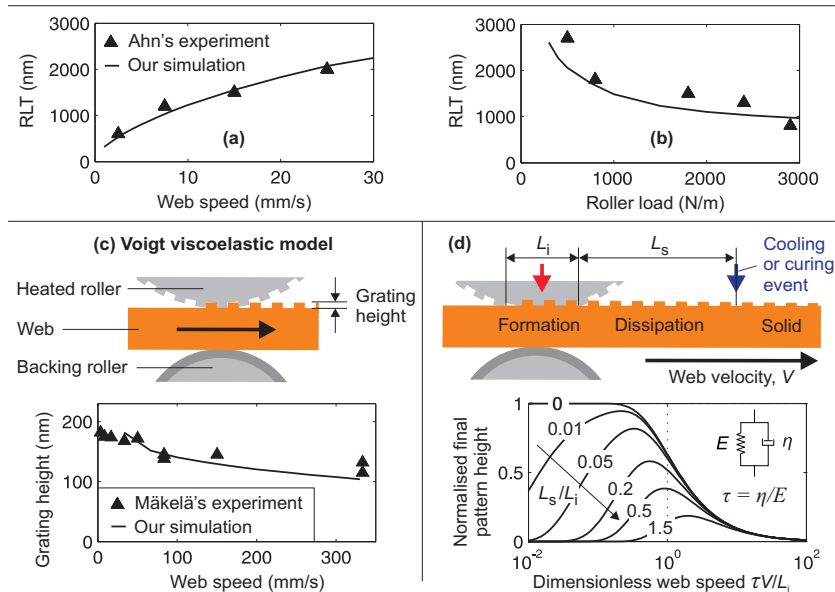 3000
2000
1000
0
RLT (nm)
Ahn's experiment
Our simulation
(a)
0 10 20 30
Web speed (mm/s)
3000
2000
1000
0
RLT (nm)
(b)
0 1000 2000 3000
Roller load (N/m)
(c) Voigt viscoelastic model
Heated roller
Grating height
Web
Backing roller
200
100
0
Grating height (nm)
Mäkelä's experiment
Our simulation
0 100 200 300
Web speed (mm/s)
(d)
Li
Ls
Cooling or curing event
Formation Dissipation Solid
Web velocity, V
1
0.5
0
Normalised final pattern height
0
0.01
0.05
0.2
0.5
1.5
Ls/Li
E η
τ = η/E
10-2 100 102
Dimensionless web speed τV/Li